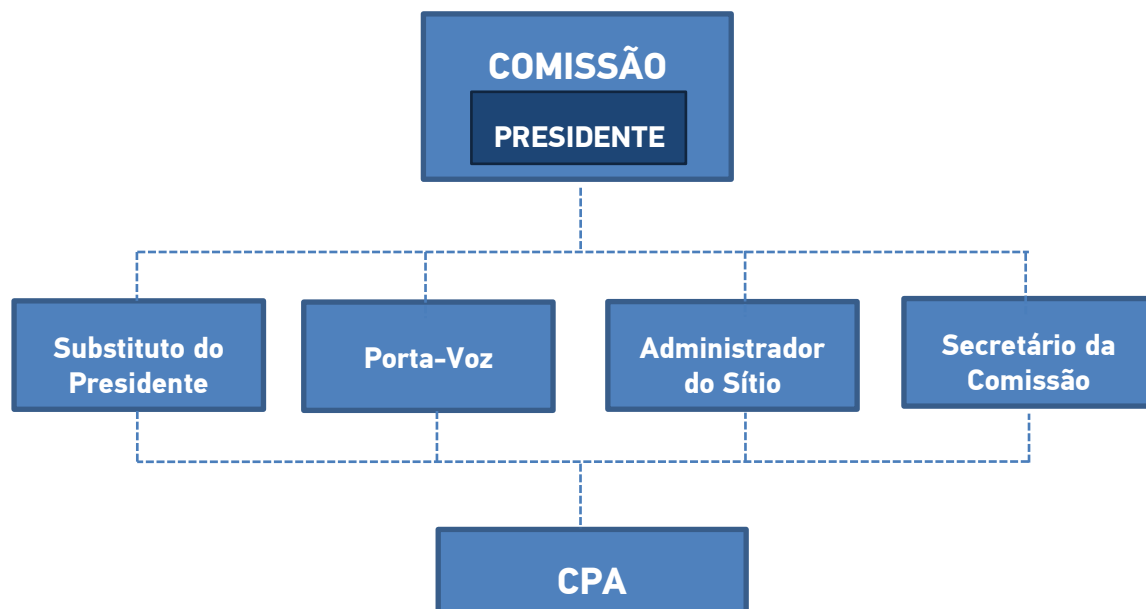 COMISSÃO
PRESIDENTE
Substituto do
Presidente
Porta-Voz
Administrador
do Sítio
Secretário da
Comissão
CPA